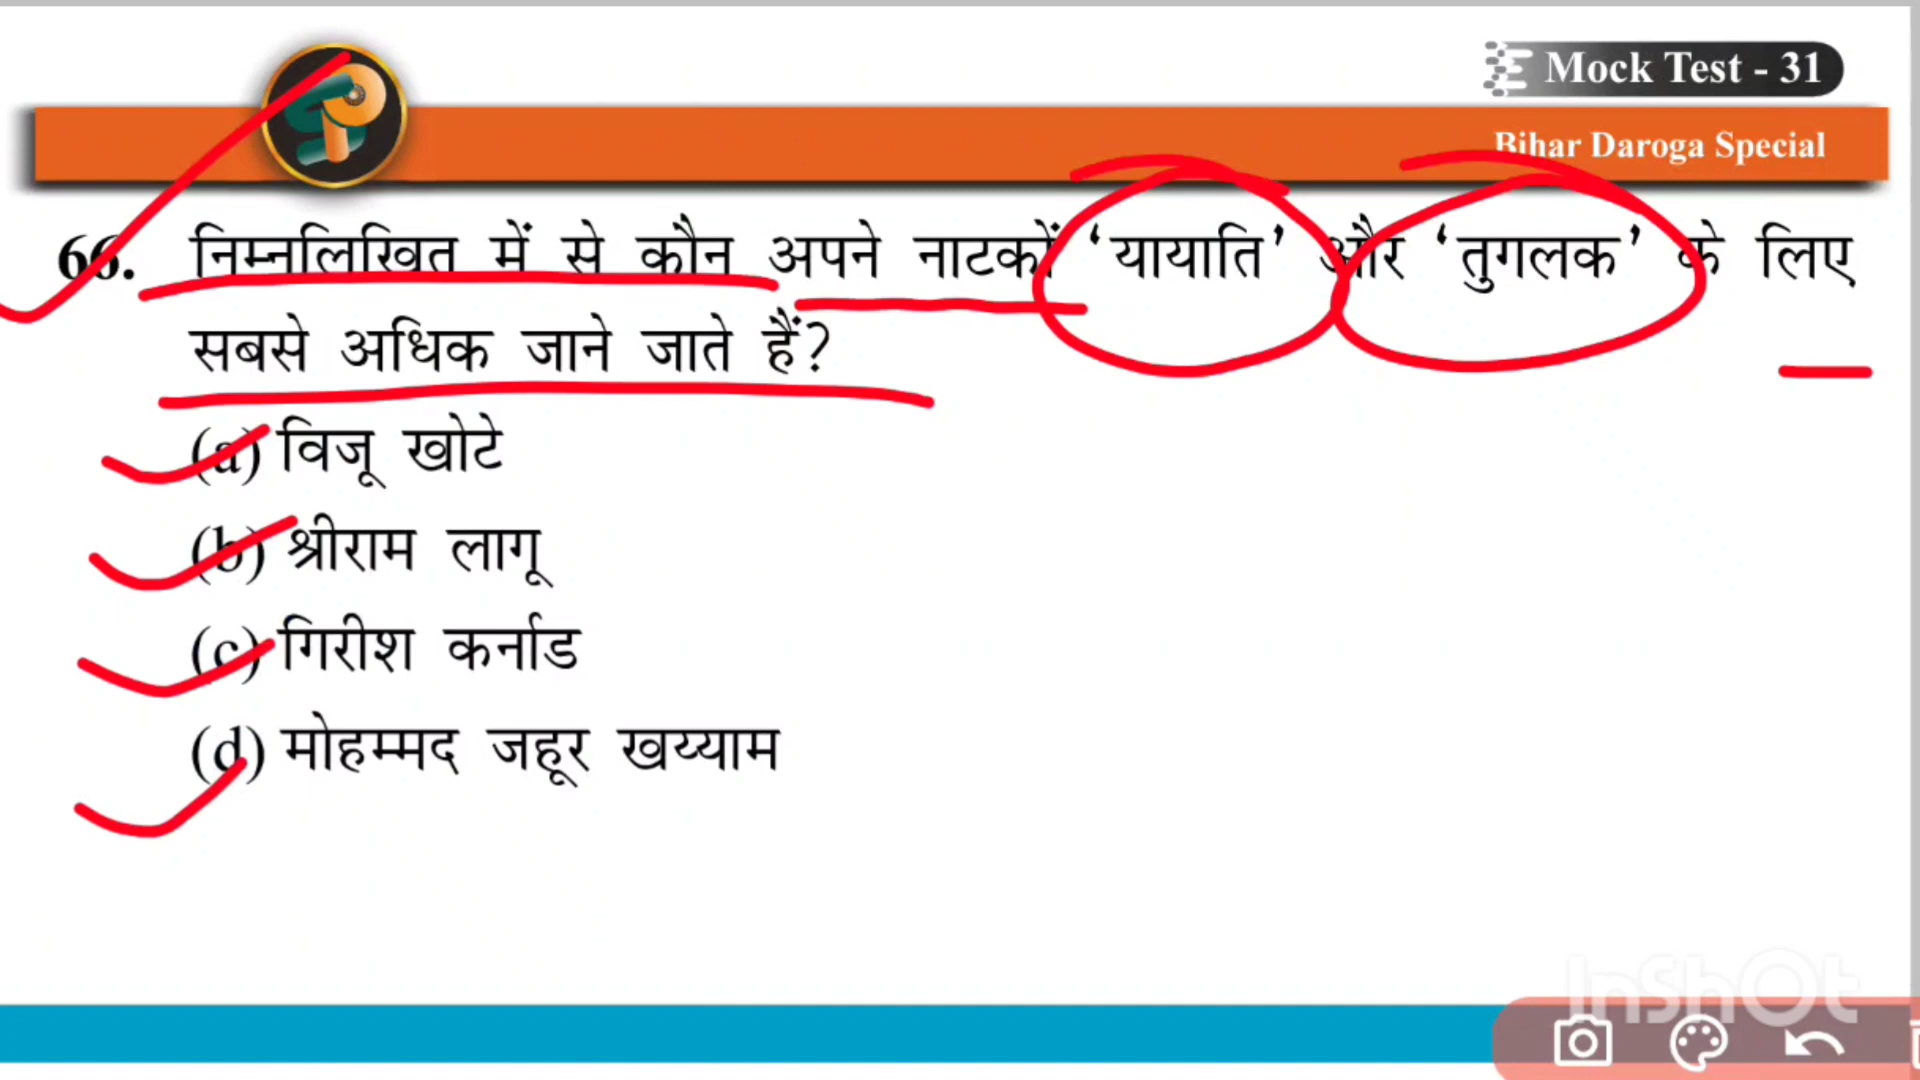 Mock Test - 31
Bihar Daroga Special
66. निम्नलिखित में से कौन अपने नाटकों ‘यायाति’ और ‘तुगलक’ के लिए
सबसे अधिक जाने जाते हैं?
(a) विजू खोटे
(b) श्रीराम लागू
(c) गिरीश कर्नाड
(d) मोहम्मद जहूर खय्याम
InShOt